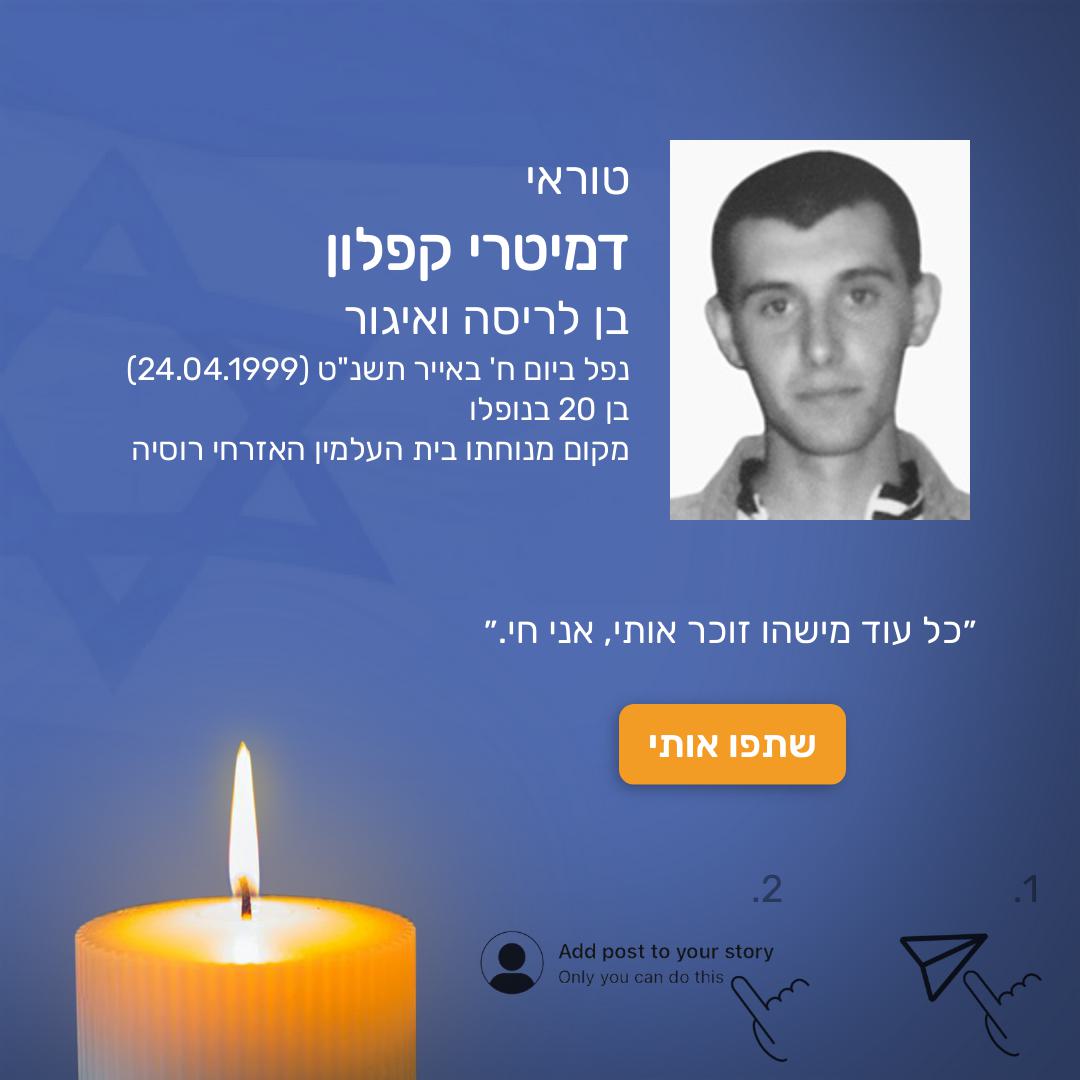 טוראי
דמיטרי קפלון
בן לריסה ואיגור
נפל ביום ח' באייר תשנ"ט (24.04.1999)
בן 20 בנופלו
מקום מנוחתו בית העלמין האזרחי רוסיה
״כל עוד מישהו זוכר אותי, אני חי.״
שתפו אותי
1.
2.
Add post to your story
Only you can do this